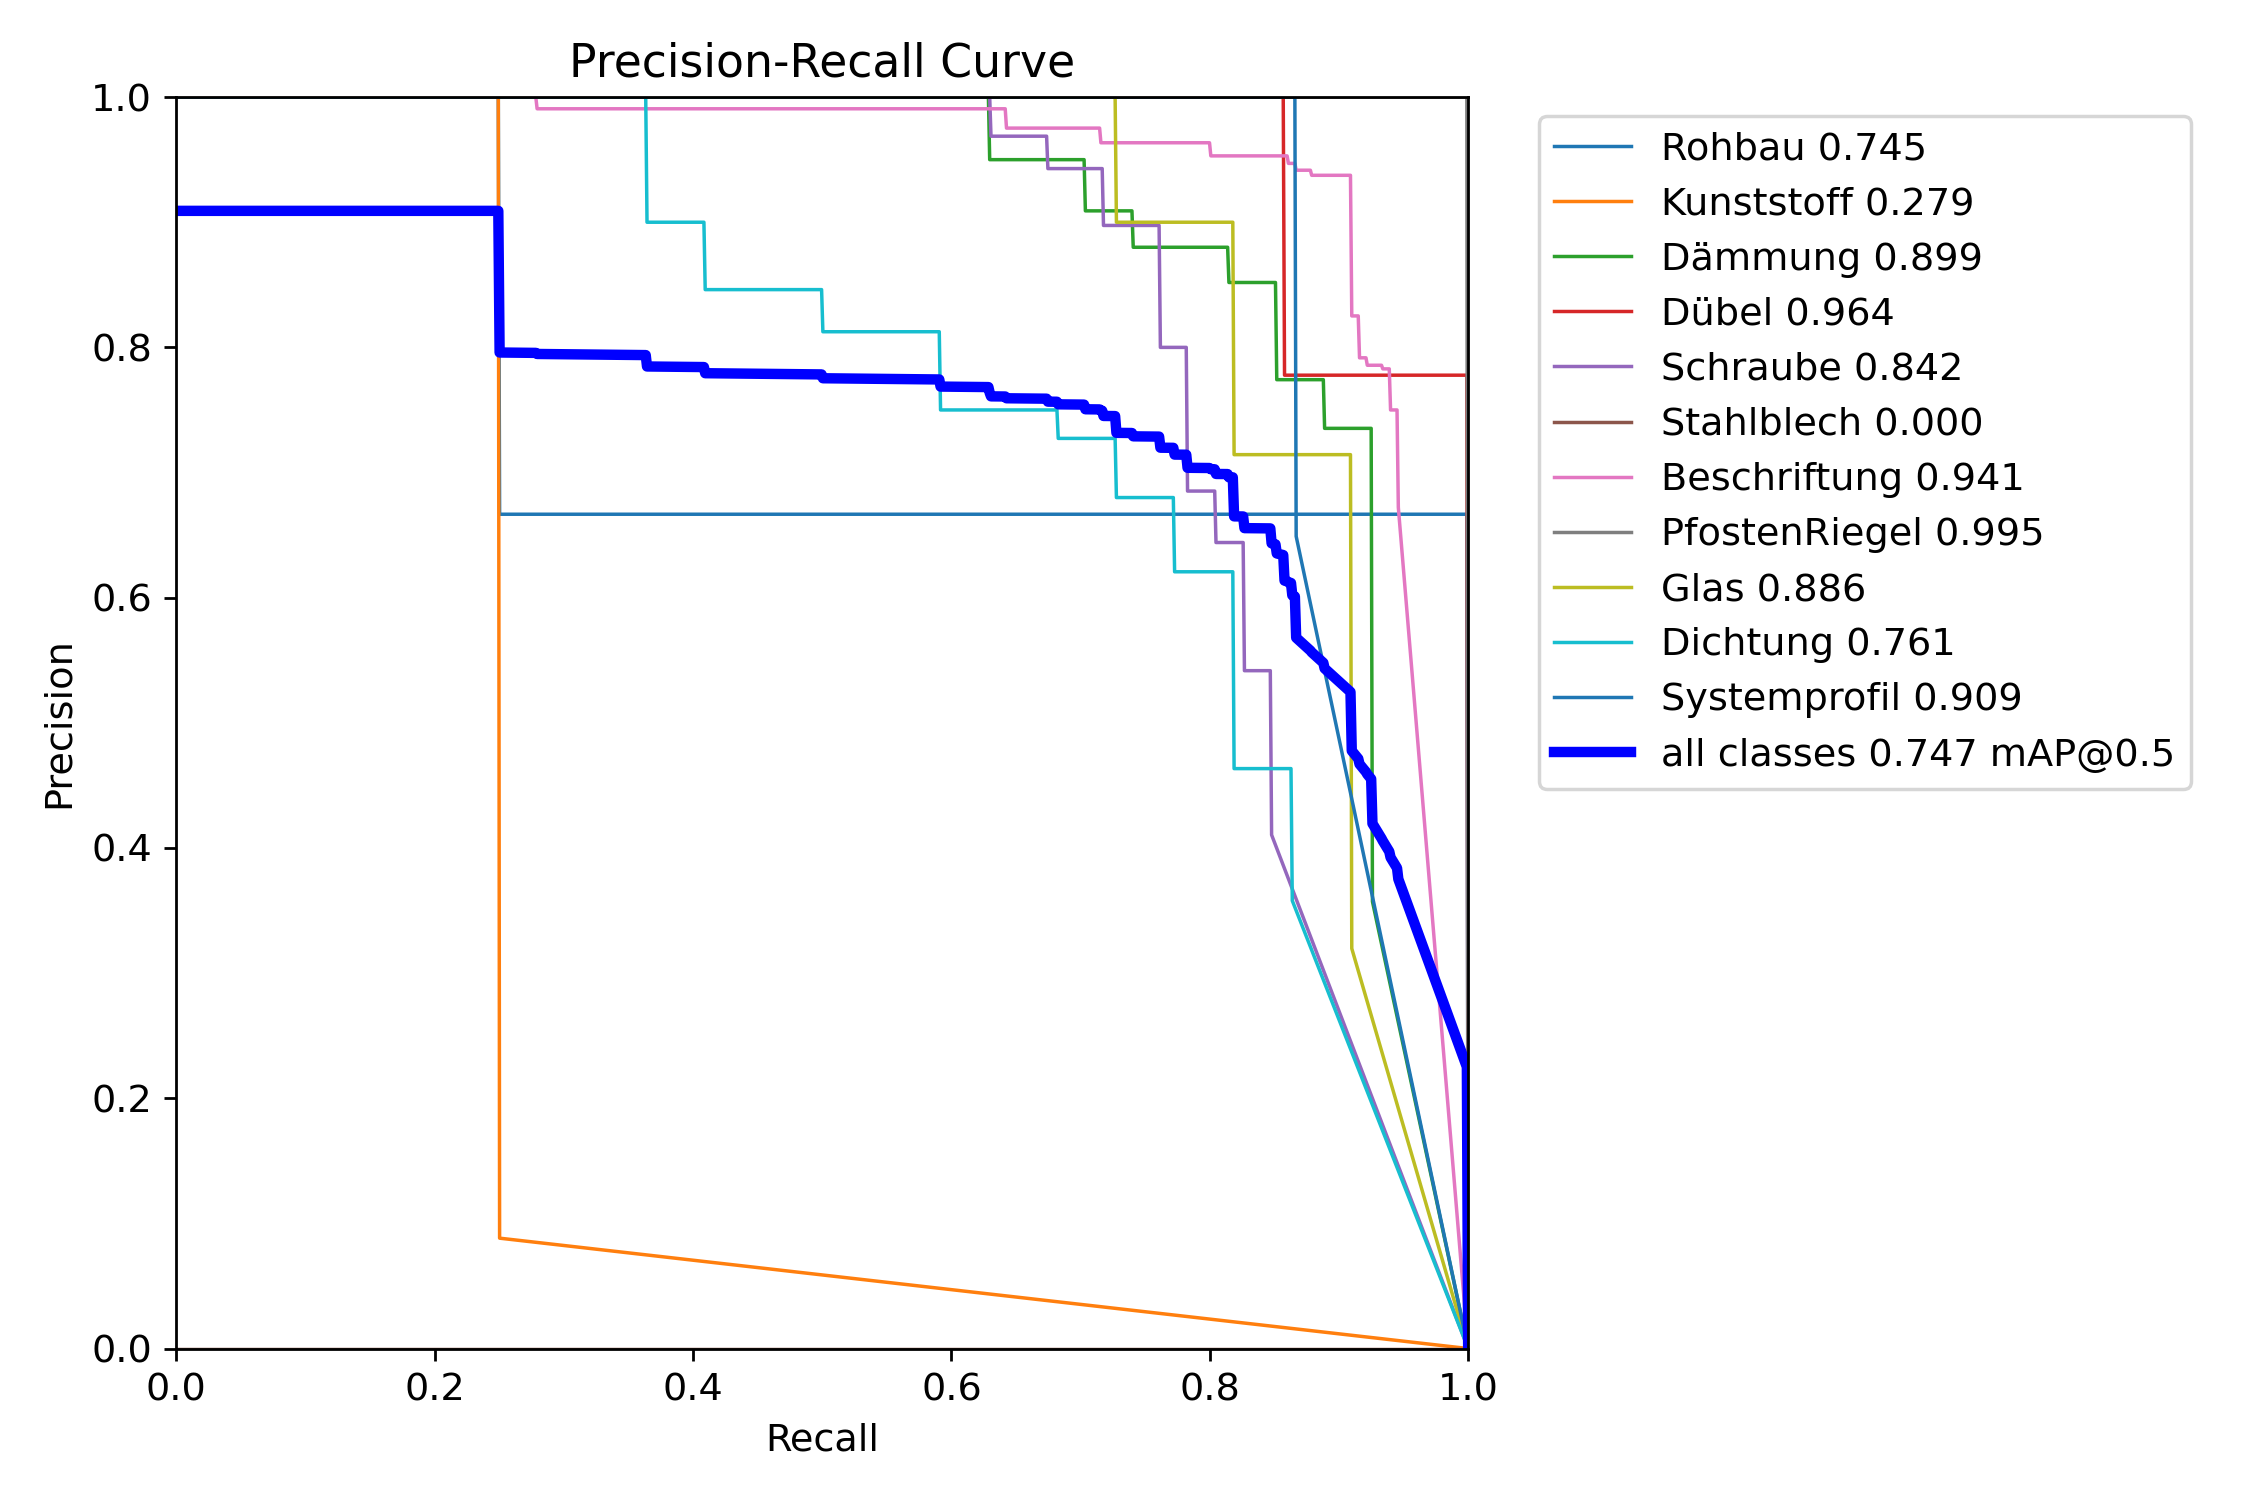 Precision-Recall Curve
1.0
0.8
0.6
0.4
0.2
0.0
Precision
0.0 0.2 0.4 0.6 0.8 1.0
Recall
Rohbau 0.745
Kunststoff 0.279
Dämmung 0.899
Dübel 0.964
Schraube 0.842
Stahlblech 0.000
Beschriftung 0.941
PfostenRiegel 0.995
Glas 0.886
Dichtung 0.761
Systemprofil 0.909
all classes 0.747 mAP@0.5